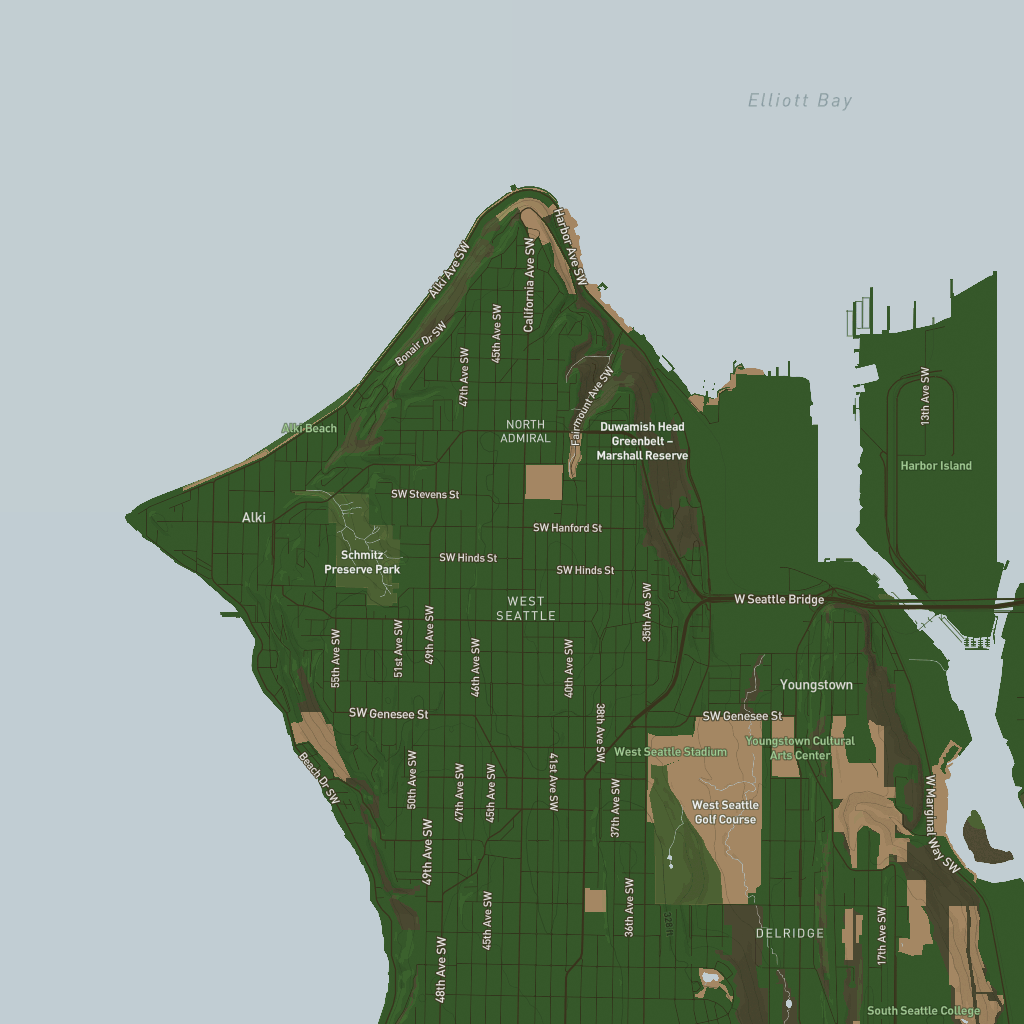 Elliott Bay
Harbor Ave SW
Alki Ave SW
California Ave SW
45th Ave SW
Bonair Dr SW
47th Ave SW
Fairmount Ave SW
13th Ave SW
Alki Beach
NORTH
ADMIRAL
Duwamish Head
Greenbelt –
Marshall Reserve
Harbor Island
SW Stevens St
Alki
SW Hanford St
Schmitz
Preserve Park
SW Hinds St
SW Hinds St
WEST
SEATTLE
W Seattle Bridge
35th Ave SW
55th Ave SW
51st Ave SW
49th Ave SW
46th Ave SW
40th Ave SW
Youngstown
SW Genesee St
SW Genesee St
38th Ave SW
West Seattle Stadium
Youngstown Cultural
Arts Center
Beach Dr SW
50th Ave SW
47th Ave SW
45th Ave SW
41st Ave SW
37th Ave SW
West Seattle
Golf Course
W Marginal Way SW
49th Ave SW
45th Ave SW
36th Ave SW
328 ft
DELRIDGE
17th Ave SW
48th Ave SW
South Seattle College